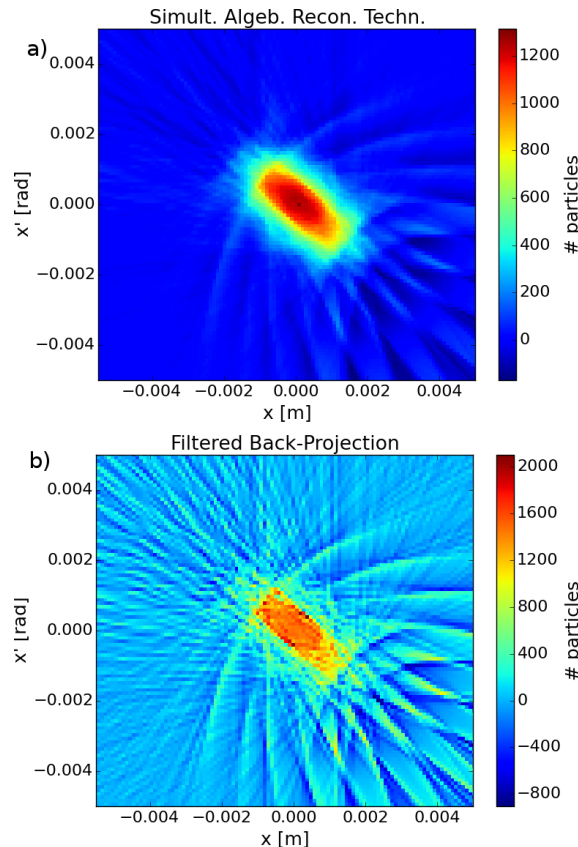 Simult. Algeb. Recon. Techn.
a)
0.004
0.002
0.000
−0.002
−0.004
x' [rad]
−0.004 −0.002 0.000 0.002 0.004
x [m]
1200
1000
800
600
400
200
0
# particles
Filtered Back-Projection
b)
0.004
0.002
0.000
−0.002
−0.004
x' [rad]
−0.004 −0.002 0.000 0.002 0.004
x [m]
2000
1600
1200
800
400
0
−400
−800
# particles